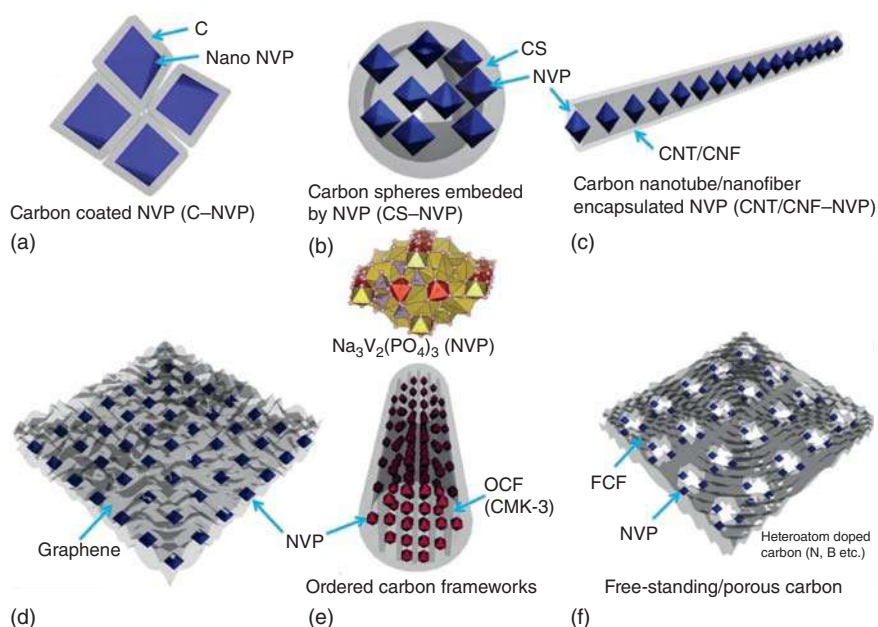 C
Nano NVP
Carbon coated NVP (C–NVP)
(a)
CS
NVP
Carbon spheres embeded
by NVP (CS–NVP)
(b)
CNT/CNF
Carbon nanotube/nanofiber
encapsulated NVP (CNT/CNF–NVP)
(c)
Na₃V₂(PO₄)₃ (NVP)
Graphene
NVP
(d)
OCF
(CMK-3)
Ordered carbon frameworks
(e)
FCF
NVP
Heteroatom doped
carbon (N, B etc.)
Free-standing/porous carbon
(f)